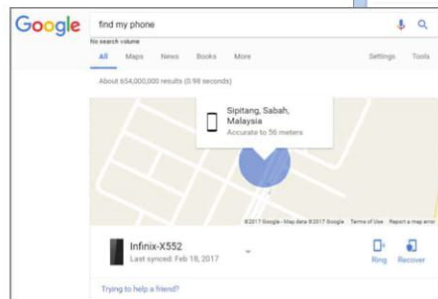 Google
find my phone
No search volume
All Maps News Books More Settings Tools
About 654,000,000 results (0.98 seconds)
Sipitang, Sabah,
Malaysia
Accurate to 56 meters
©2017 Google - Map data ©2017 Google Terms of Use Report a map error
Infinix-X552
Last synced: Feb 18, 2017
Ring Recover
Trying to help a friend?